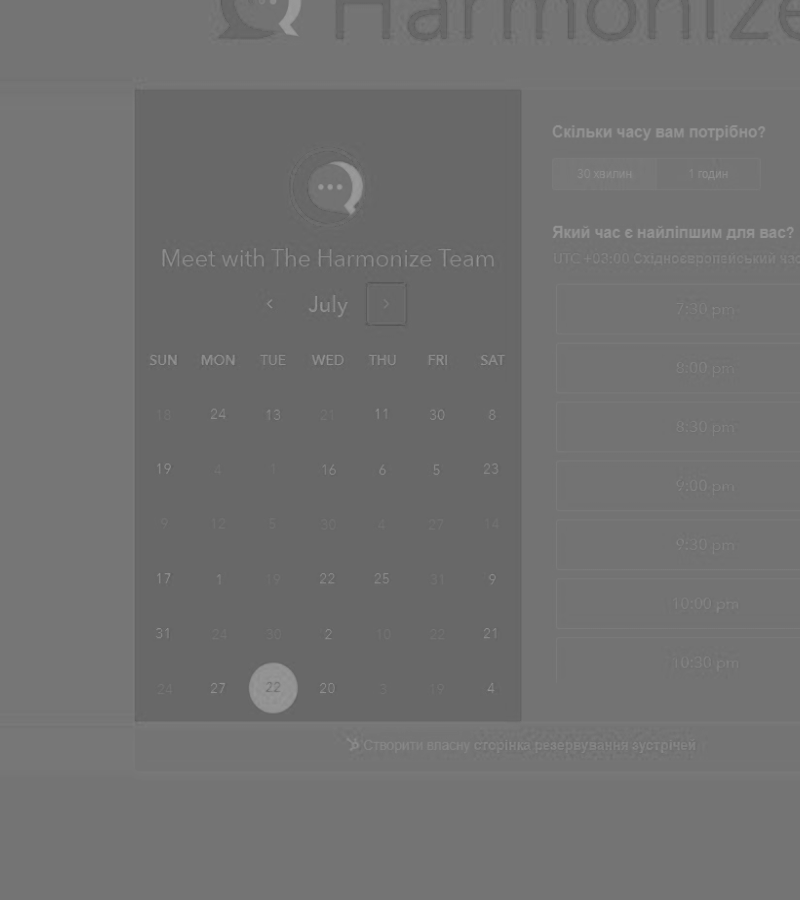 Harmonize
Meet with The Harmonize Team
July
SUN MON TUE WED THU FRI SAT
18 24 13 21 11 30 8
19 4 16 6 5 23
9 12 5 30 4 27 14
17 1 19 22 25 31 9
31 24 30 2 10 22 21
24 27 22 20 3 19 4
Скільки часу вам потрібно?
30 хвилин 1 годин
Який час є найліпшим для вас?
UTC +03:00 Східноєвропейський
7:30 pm
8:00 pm
8:30 pm
9:00 pm
9:30 pm
10:00 pm
10:30 pm
Створити власну сторінка резервування зустрічей